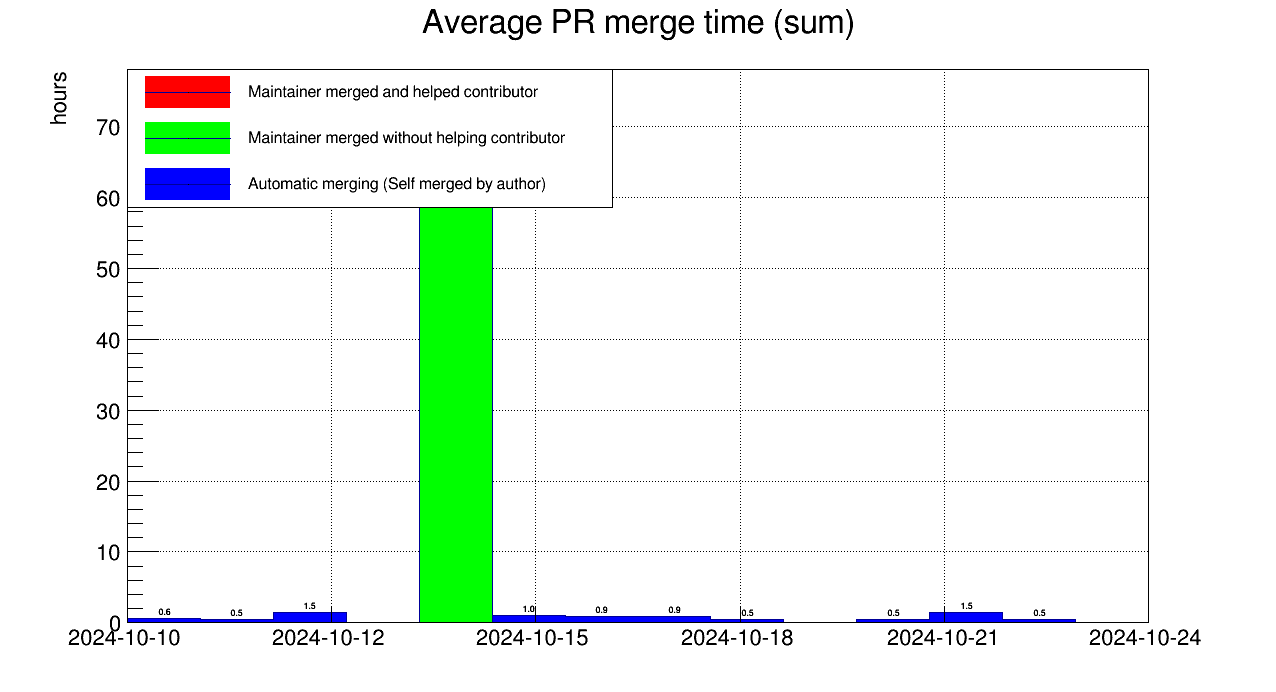 Average PR merge time (sum)
hours
Maintainer merged and helped contributor
Maintainer merged without helping contributor
Automatic merging (Self merged by author)
70
60
50
40
30
20
10
0
0.6 0.5 1.5 1.0 0.9 0.9 0.5 0.5 1.5 0.5
2024-10-10 2024-10-12 2024-10-15 2024-10-18 2024-10-21 2024-10-24